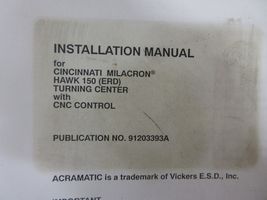 INSTALLATION MANUAL
for
CINCINNATI MILACRON®
HAWK 150 (ERD)
TURNING CENTER
with
CNC CONTROL
PUBLICATION NO. 91203393A
ACRAMATIC is a trademark of Vickers E.S.D., Inc.
IMPORTANT